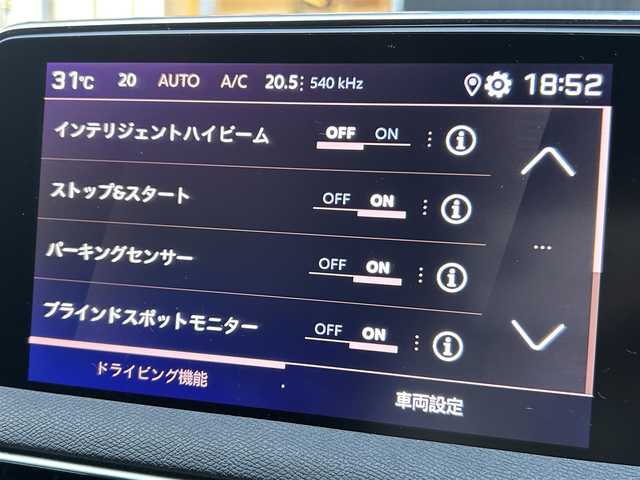 31℃ 20 AUTO A/C 20.5 540 kHz 18:52
インテリジェントハイビーム OFF ON
ストップ&スタート OFF ON
パーキングセンサー OFF ON
ブラインドスポットモニター OFF ON
ドライビング機能 車両設定